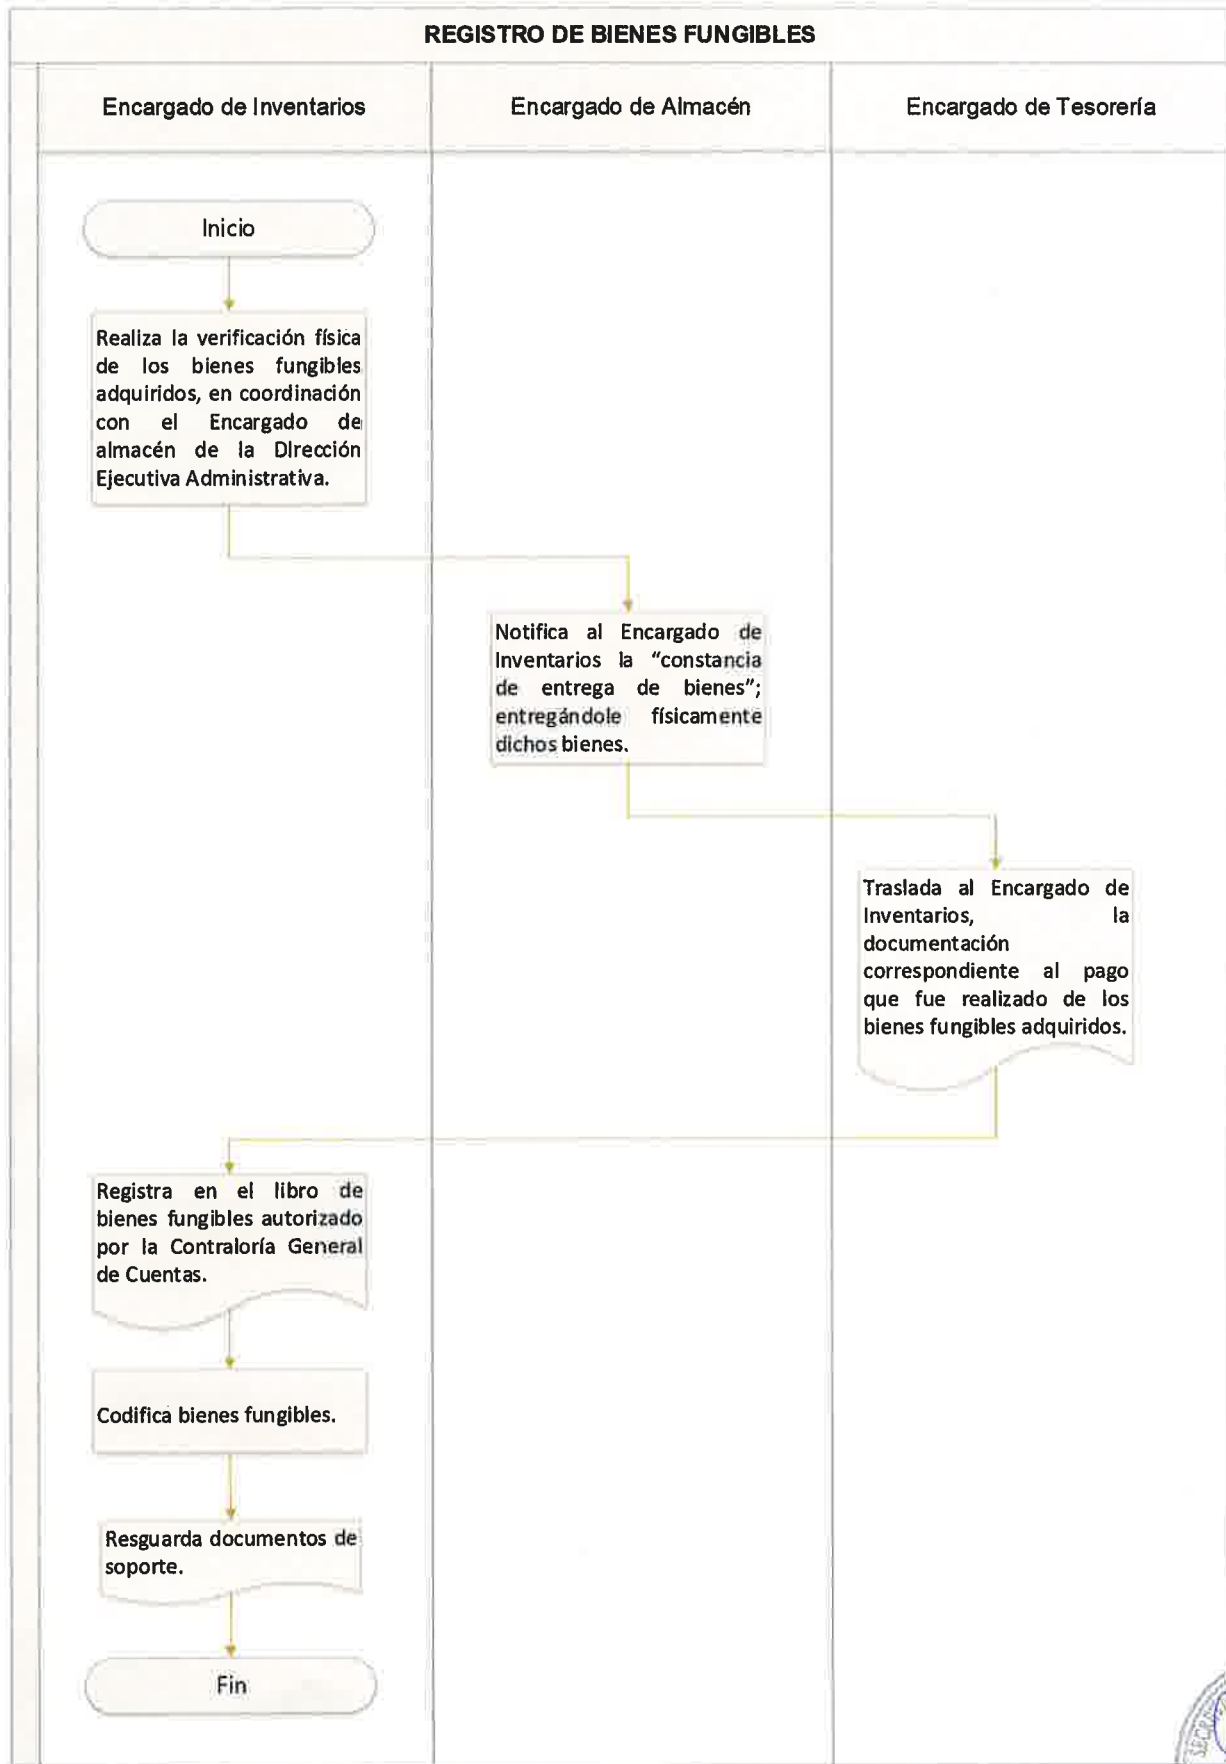 REGISTRO DE BIENES FUNGIBLES
Encargado de Inventarios
Encargado de Almacén
Encargado de Tesorería
Inicio
Realiza la verificación física
de los bienes fungibles
adquiridos, en coordinación
con el Encargado de
almacén de la Dirección
Ejecutiva Administrativa.
Notifica al Encargado de
Inventarios la “constancia
de entrega de bienes”;
entregándole físicamente
dichos bienes.
Traslada al Encargado de
Inventarios, la
documentación
correspondiente al pago
que fue realizado de los
bienes fungibles adquiridos.
Registra en el libro de
bienes fungibles autorizado
por la Contraloría General
de Cuentas.
Codifica bienes fungibles.
Resguarda documentos de
soporte.
Fin